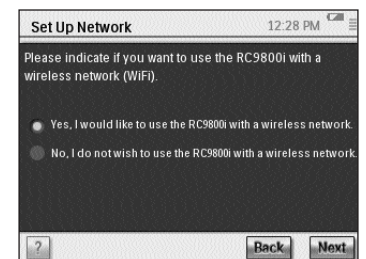 Set Up Network 12:28 PM
Please indicate if you want to use the RC9800i with a
wireless network (WiFi).
Yes, I would like to use the RC9800i with a wireless network.
No, I do not wish to use the RC9800i with a wireless network.
? Back Next